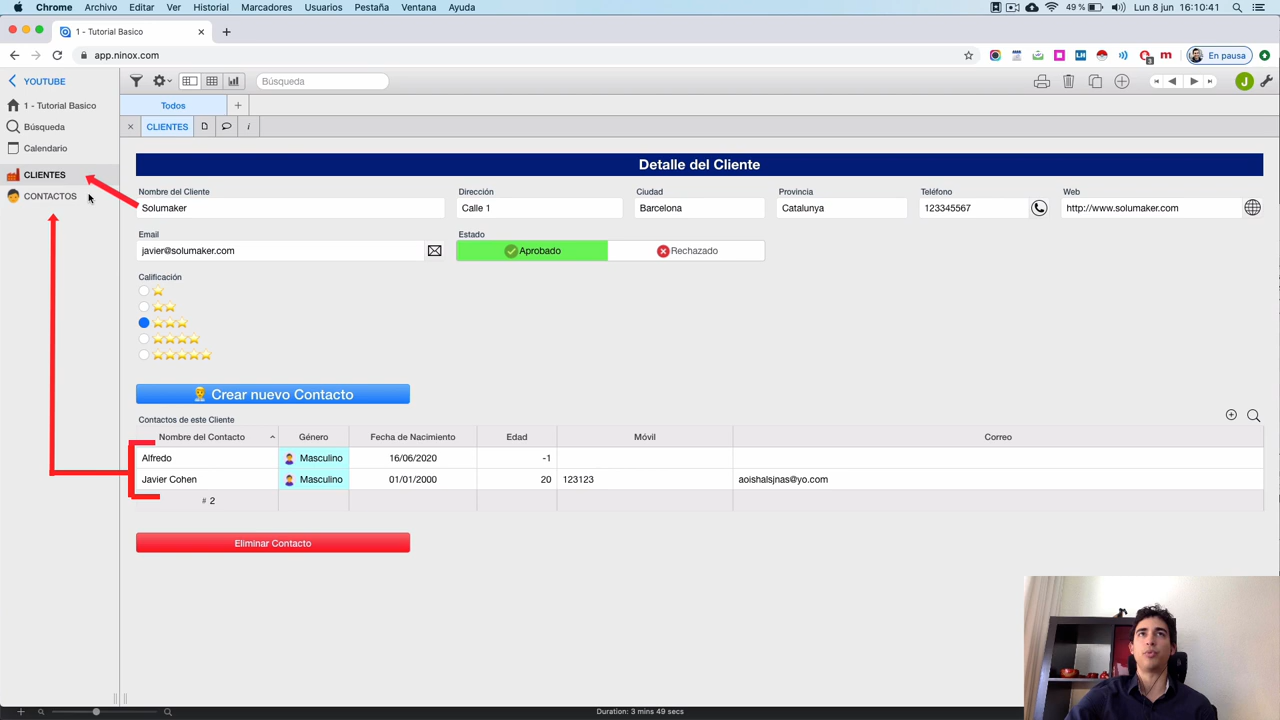 Chrome Archivo Editar Ver Historial Marcadores Usuarios Pestaña Ventana Ayuda 49 % Lun 8 jun 16:10:41
1 - Tutorial Basico
app.ninox.com En pausa
YOUTUBE Búsqueda J
1 - Tutorial Basico Todos +
Búsqueda CLIENTES i
Calendario
CLIENTES
CONTACTOS
Detalle del Cliente
Nombre del Cliente Dirección Ciudad Provincia Teléfono Web
Solumaker Calle 1 Barcelona Catalunya 123345567 http://www.solumaker.com
Email Estado
javier@solumaker.com Aprobado Rechazado
Calificación
Crear nuevo Contacto
Contactos de este Cliente
Nombre del Contacto Género Fecha de Nacimiento Edad Móvil Correo
Alfredo Masculino 16/06/2020 -1
Javier Cohen Masculino 01/01/2000 20 123123 aoishalsjnas@yo.com
# 2
Eliminar Contacto
Duration: 3 mins 49 secs